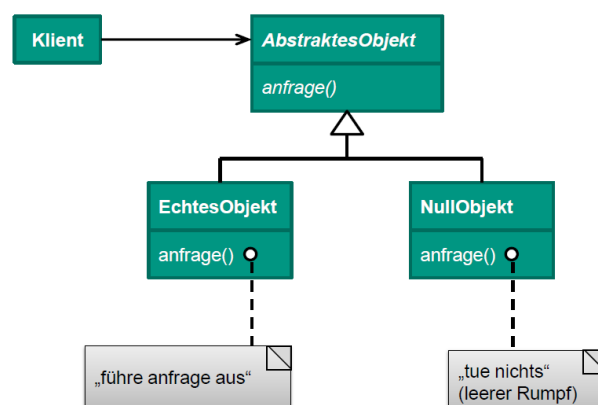 Klient
AbstraktesObjekt
anfrage()
EchtesObjekt
anfrage()
NullObjekt
anfrage()
„führe anfrage aus“
„tue nichts“
(leerer Rumpf)